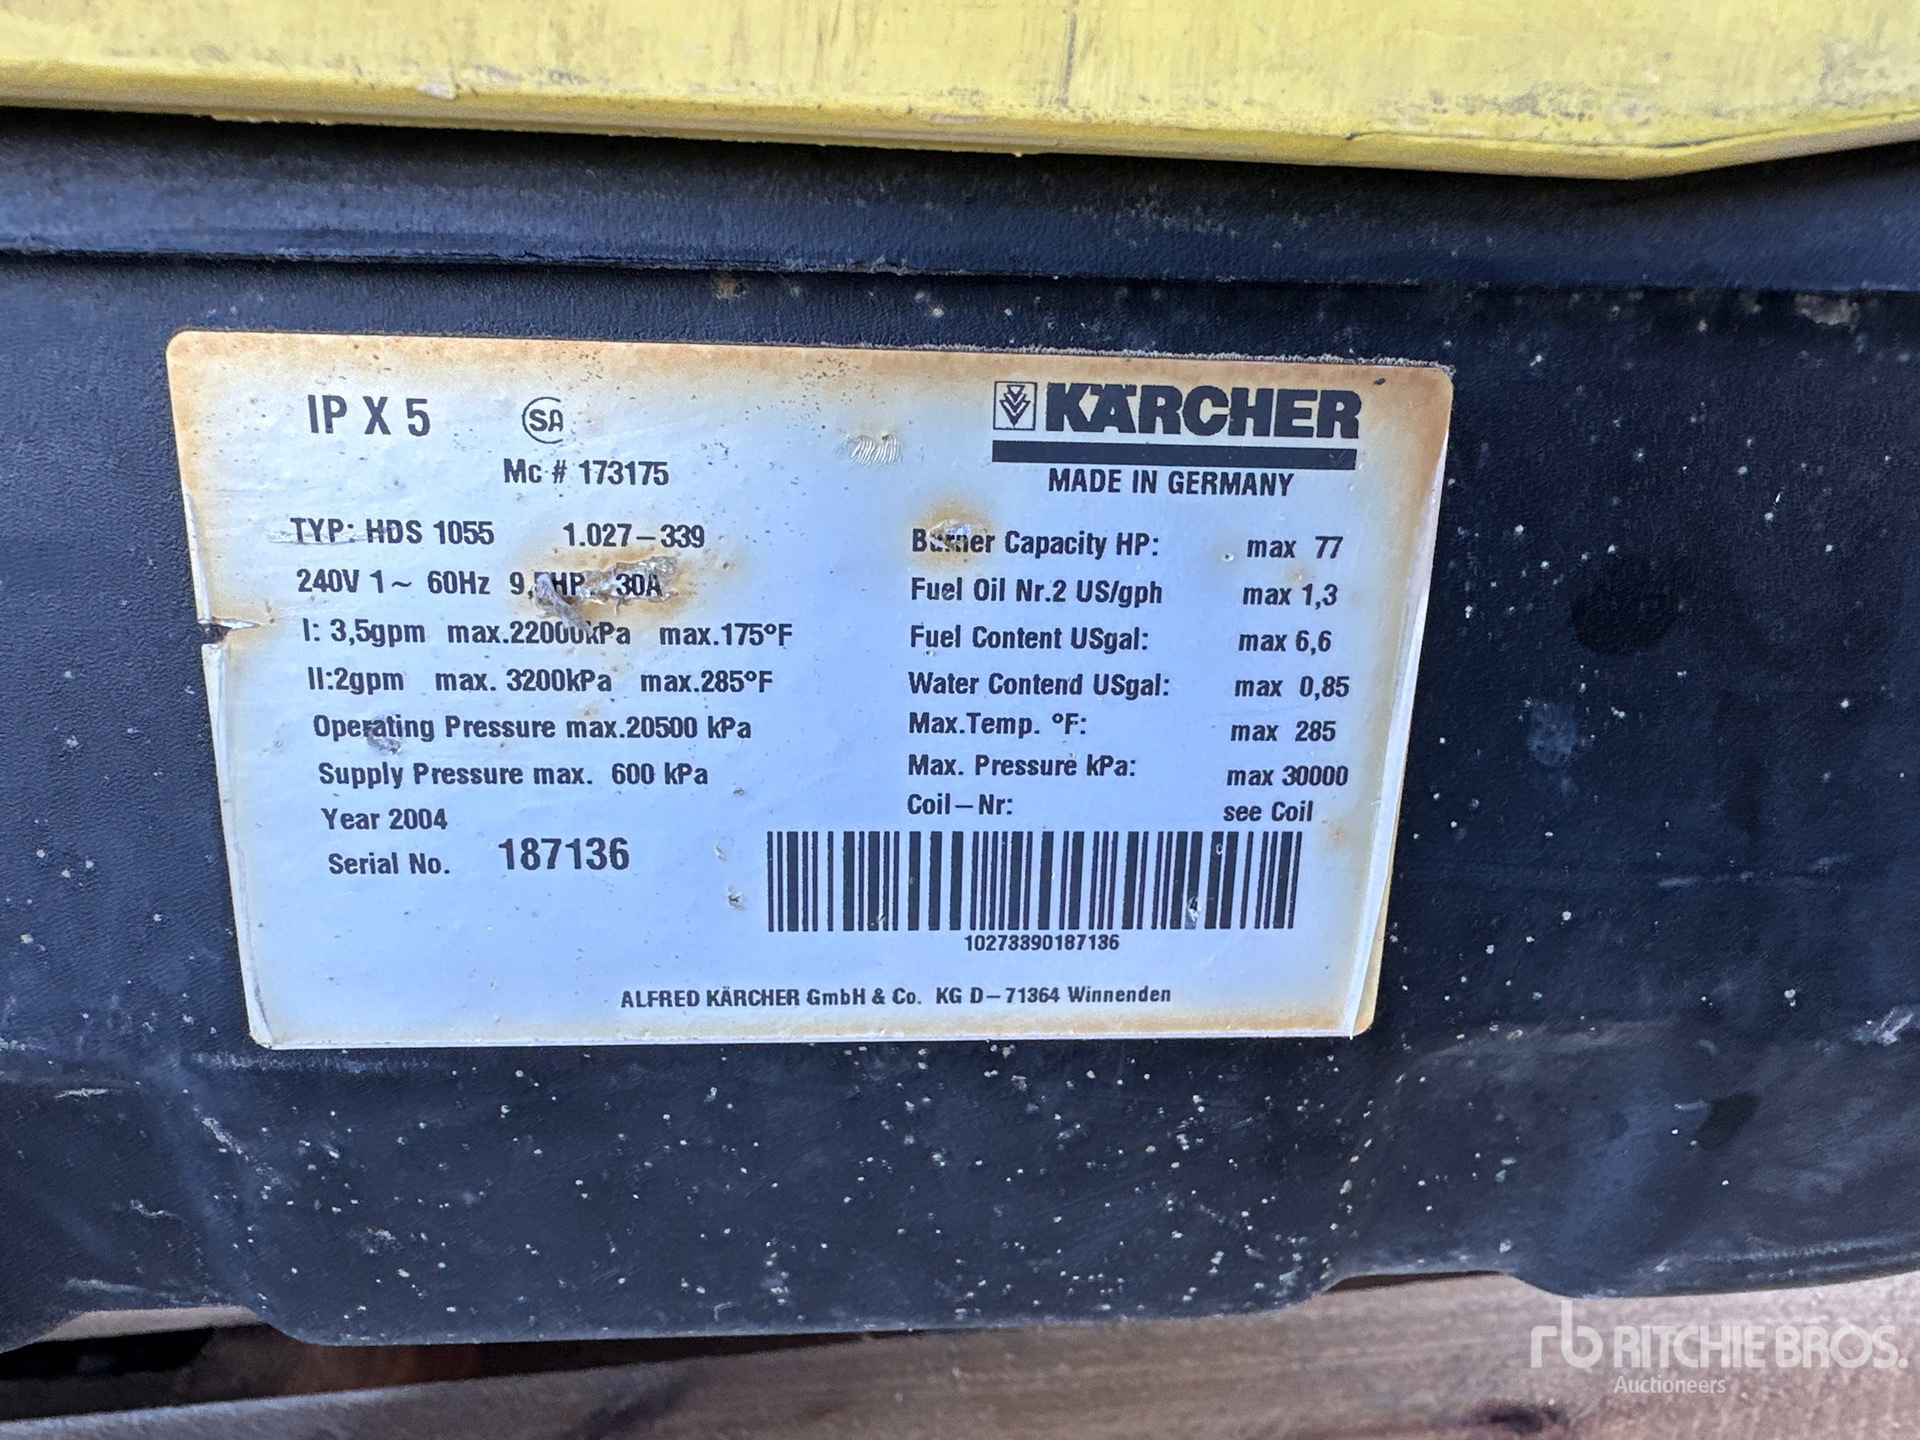 IP X 5
SA
KÄRCHER
MADE IN GERMANY
Mc # 173175
TYP: HDS 1055 1.027-339
240V 1~ 60Hz 30A
I: 3,5gpm max.22000kPa max.175°F
II:2gpm max. 3200kPa max.285°F
Operating Pressure max.20500 kPa
Supply Pressure max. 600 kPa
Year 2004
Serial No. 187136
Burner Capacity HP: max 77
Fuel Oil Nr.2 US/gph max 1,3
Fuel Content USgal: max 6,6
Water Contend USgal: max 0,85
Max.Temp. °F: max 285
Max. Pressure kPa: max 30000
Coil-Nr: see Coil
10273390187136
ALFRED KÄRCHER GmbH & Co. KG D-71364 Winnenden
rb RITCHIE BROS.
Auctioneers